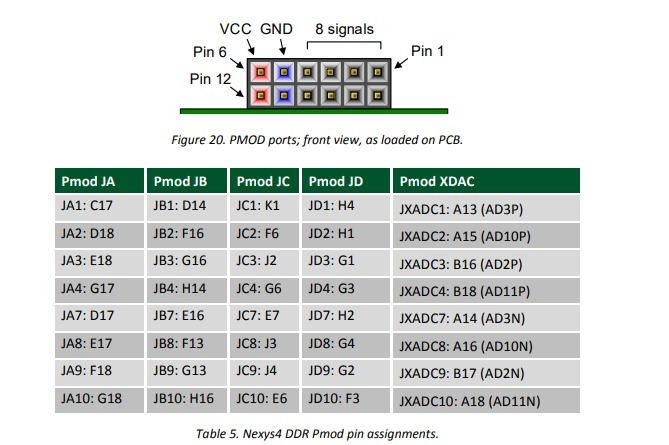 VCC GND 8 signals
Pin 6 Pin 1
Pin 12
Figure 20. PMOD ports; front view, as loaded on PCB.
Pmod JA Pmod JB Pmod JC Pmod JD Pmod XDAC
JA1: C17 JB1: D14 JC1: K1 JD1: H4 JXADC1: A13 (AD3P)
JA2: D18 JB2: F16 JC2: F6 JD2: H1 JXADC2: A15 (AD10P)
JA3: E18 JB3: G16 JC3: J2 JD3: G1 JXADC3: B16 (AD2P)
JA4: G17 JB4: H14 JC4: G6 JD4: G3 JXADC4: B18 (AD11P)
JA7: D17 JB7: E16 JC7: E7 JD7: H2 JXADC7: A14 (AD3N)
JA8: E17 JB8: F13 JC8: J3 JD8: G4 JXADC8: A16 (AD10N)
JA9: F18 JB9: G13 JC9: J4 JD9: G2 JXADC9: B17 (AD2N)
JA10: G18 JB10: H16 JC10: E6 JD10: F3 JXADC10: A18 (AD11N)
Table 5. Nexys4 DDR Pmod pin assignments.